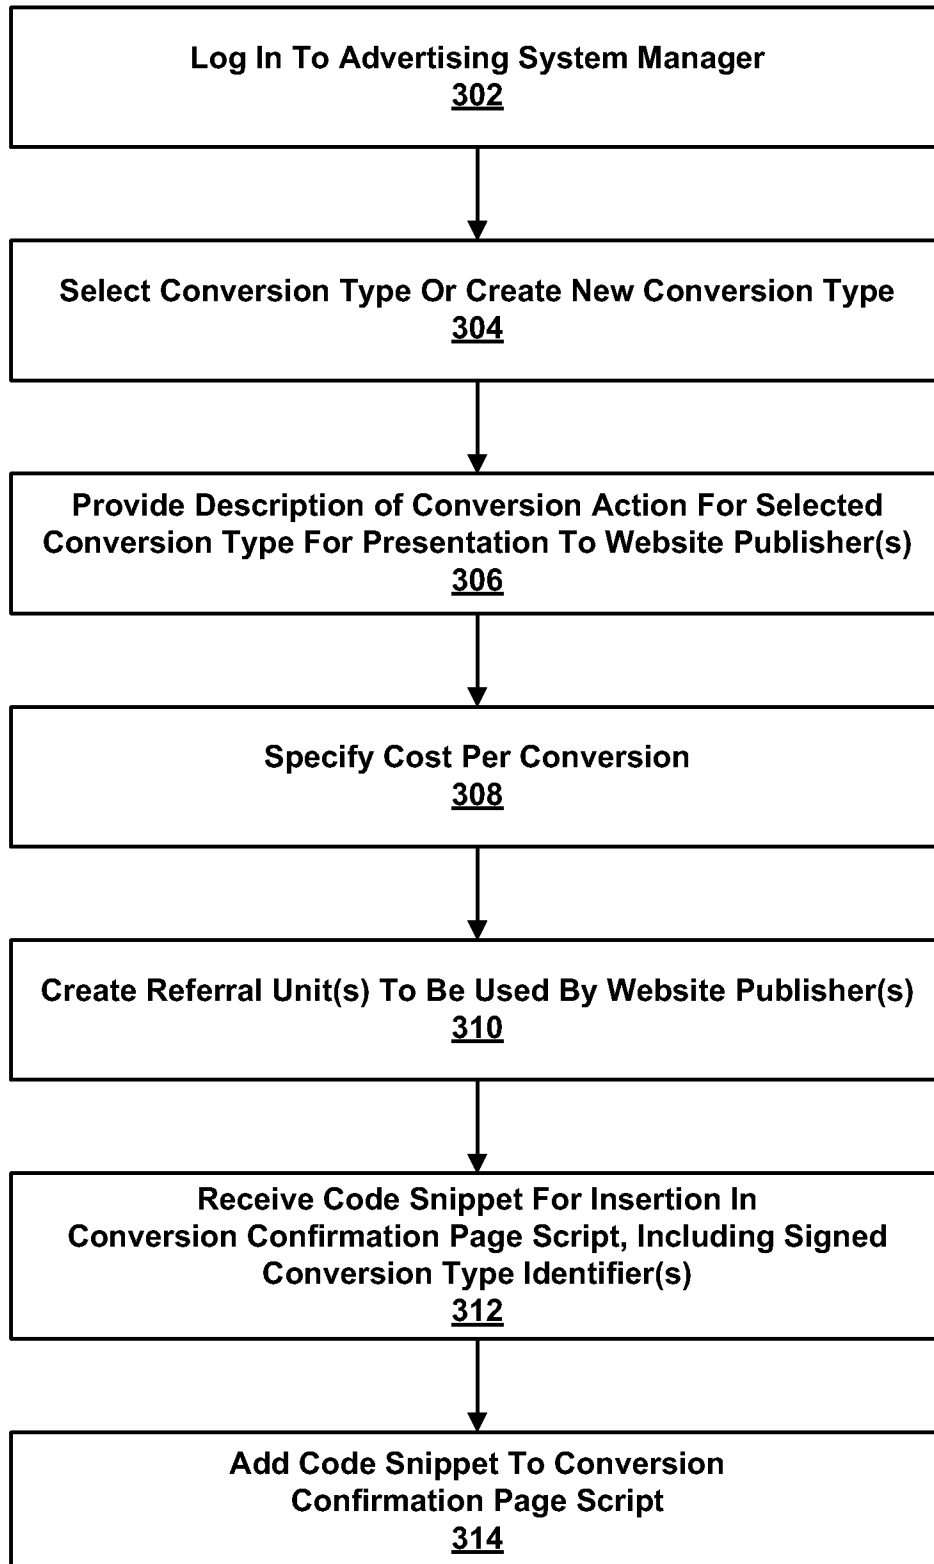 Log In To Advertising System Manager
302
Select Conversion Type Or Create New Conversion Type
304
Provide Description of Conversion Action For Selected
Conversion Type For Presentation To Website Publisher(s)
306
Specify Cost Per Conversion
308
Create Referral Unit(s) To Be Used By Website Publisher(s)
310
Receive Code Snippet For Insertion In
Conversion Confirmation Page Script, Including Signed
Conversion Type Identifier(s)
312
Add Code Snippet To Conversion
Confirmation Page Script
314